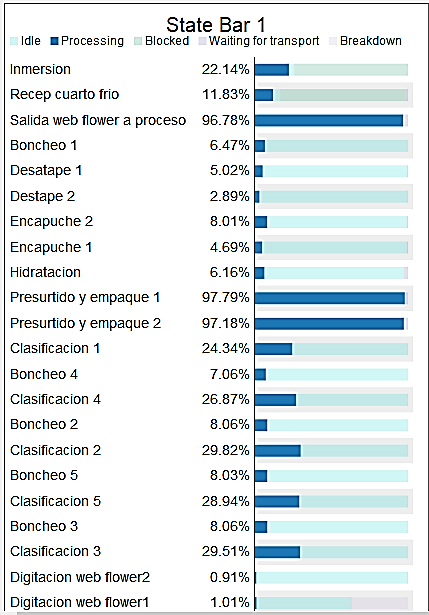 State Bar 1
Idle Processing Blocked Waiting for transport Breakdown
Inmersion 22.14%
Recep cuarto frio 11.83%
Salida web flower a proceso 96.78%
Boncheo 1 6.47%
Desatape 1 5.02%
Destape 2 2.89%
Encapuche 2 8.01%
Encapuche 1 4.69%
Hidratacion 6.16%
Presurtido y empaque 1 97.79%
Presurtido y empaque 2 97.18%
Clasificacion 1 24.34%
Boncheo 4 7.06%
Clasificacion 4 26.87%
Boncheo 2 8.06%
Clasificacion 2 29.82%
Boncheo 5 8.03%
Clasificacion 5 28.94%
Boncheo 3 8.06%
Clasificacion 3 29.51%
Digitacion web flower2 0.91%
Digitacion web flower1 1.01%